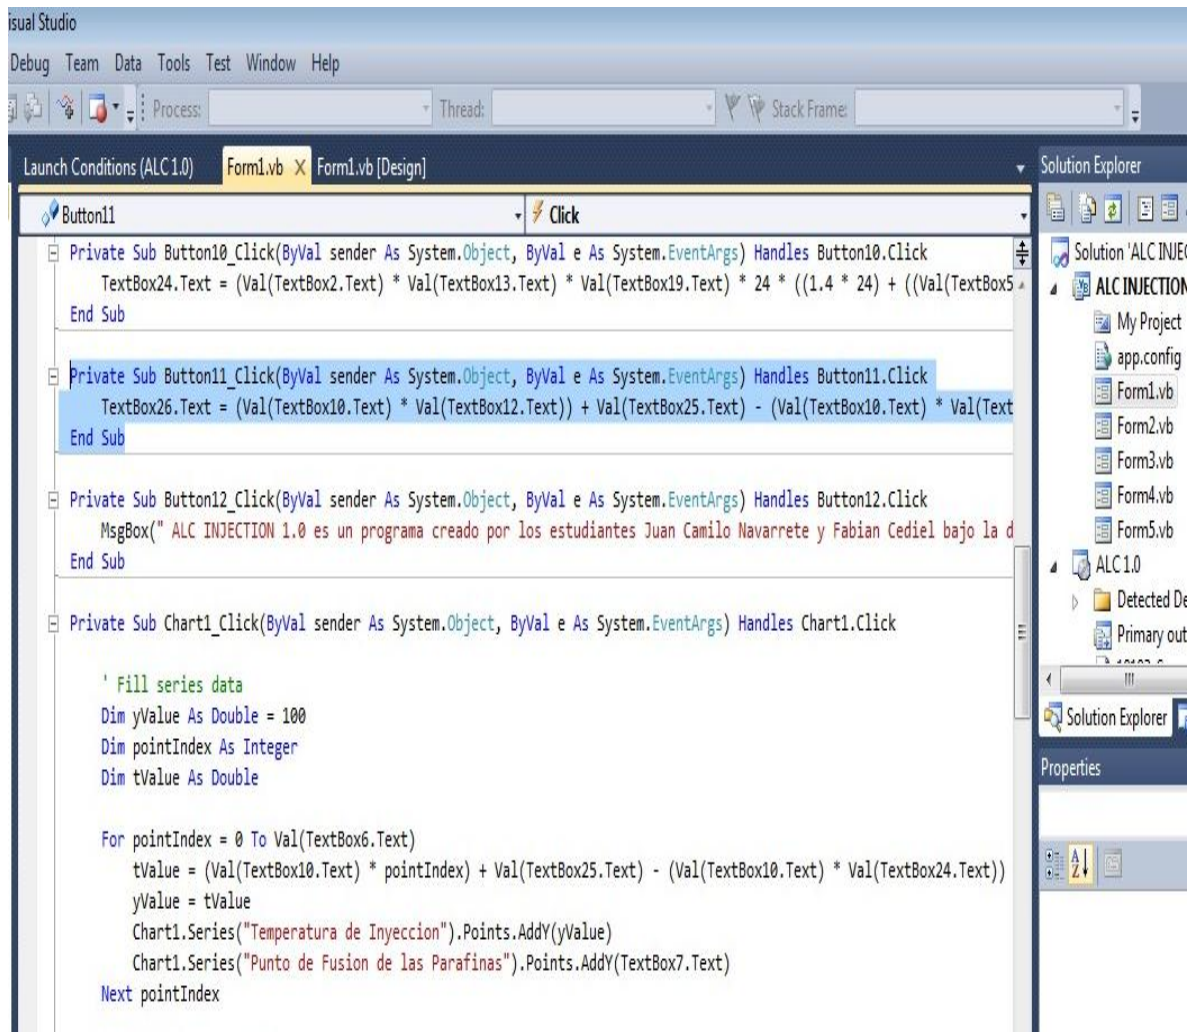 isual Studio
Debug Team Data Tools Test Window Help
Process: Thread: Stack Frame:
Launch Conditions (ALC 1.0) Form1.vb X Form1.vb [Design]
Button11 Click
Private Sub Button10_Click(ByVal sender As System.Object, ByVal e As System.EventArgs) Handles Button10.Click
TextBox24.Text = (Val(TextBox2.Text) * Val(TextBox13.Text) * Val(TextBox19.Text) * 24 * ((1.4 * 24) + ((Val(TextBox5
End Sub
Private Sub Button11_Click(ByVal sender As System.Object, ByVal e As System.EventArgs) Handles Button11.Click
TextBox26.Text = (Val(TextBox10.Text) * Val(TextBox12.Text)) + Val(TextBox25.Text) - (Val(TextBox10.Text) * Val(Text
End Sub
Private Sub Button12_Click(ByVal sender As System.Object, ByVal e As System.EventArgs) Handles Button12.Click
MsgBox(" ALC INJECTION 1.0 es un programa creado por los estudiantes Juan Camilo Navarrete y Fabian Cediel bajo la d
End Sub
Private Sub Chart1_Click(ByVal sender As System.Object, ByVal e As System.EventArgs) Handles Chart1.Click
' Fill series data
Dim yValue As Double = 100
Dim pointIndex As Integer
Dim tValue As Double
For pointIndex = 0 To Val(TextBox6.Text)
tValue = (Val(TextBox10.Text) * pointIndex) + Val(TextBox25.Text) - (Val(TextBox10.Text) * Val(TextBox24.Text))
yValue = tValue
Chart1.Series("Temperatura de Inyeccion").Points.AddY(yValue)
Chart1.Series("Punto de Fusion de las Parafinas").Points.AddY(TextBox7.Text)
Next pointIndex
Solution Explorer
Solution 'ALC INJE
ALC INJECTION
My Project
app.config
Form1.vb
Form2.vb
Form3.vb
Form4.vb
Form5.vb
ALC 1.0
Detected De
Primary out
Solution Explorer
Properties